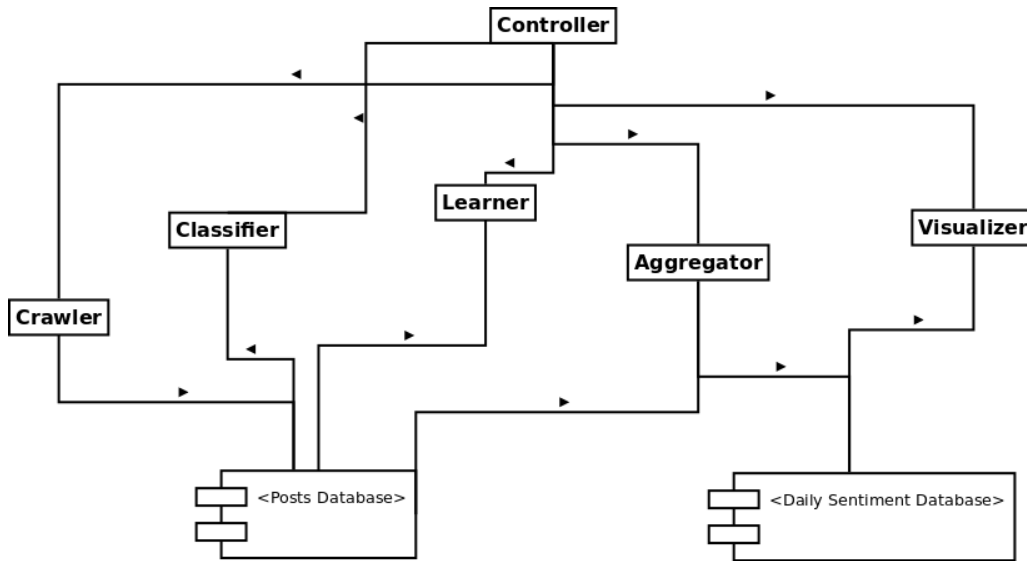 Controller
Learner
Classifier
Visualizer
Aggregator
Crawler
<Posts Database>
<Daily Sentiment Database>